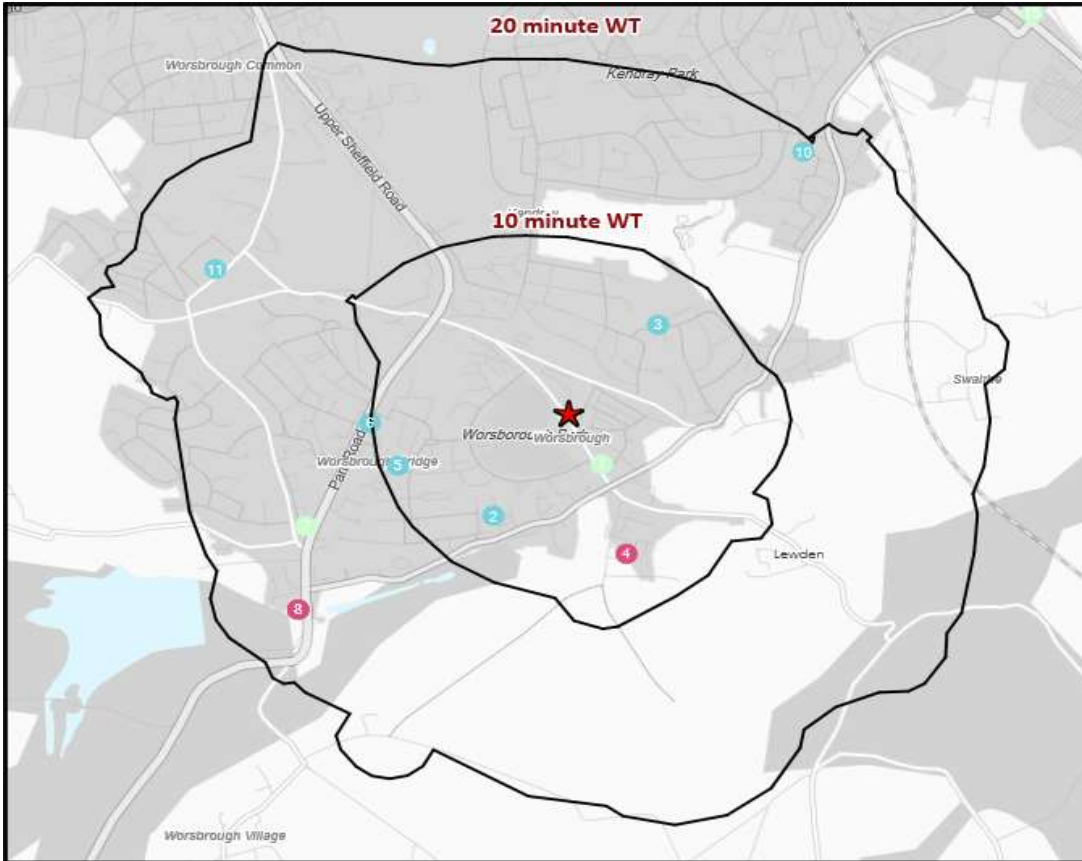 20 minute WT
Worsbrough Common
Kendray Park
Upper Sheffield Road
10
10 minute WT
11
3
Swaithe
6
Worsbrough
Worsbrough Bridge
Park Road
5
2
4
Lewden
8
Worsbrough Village